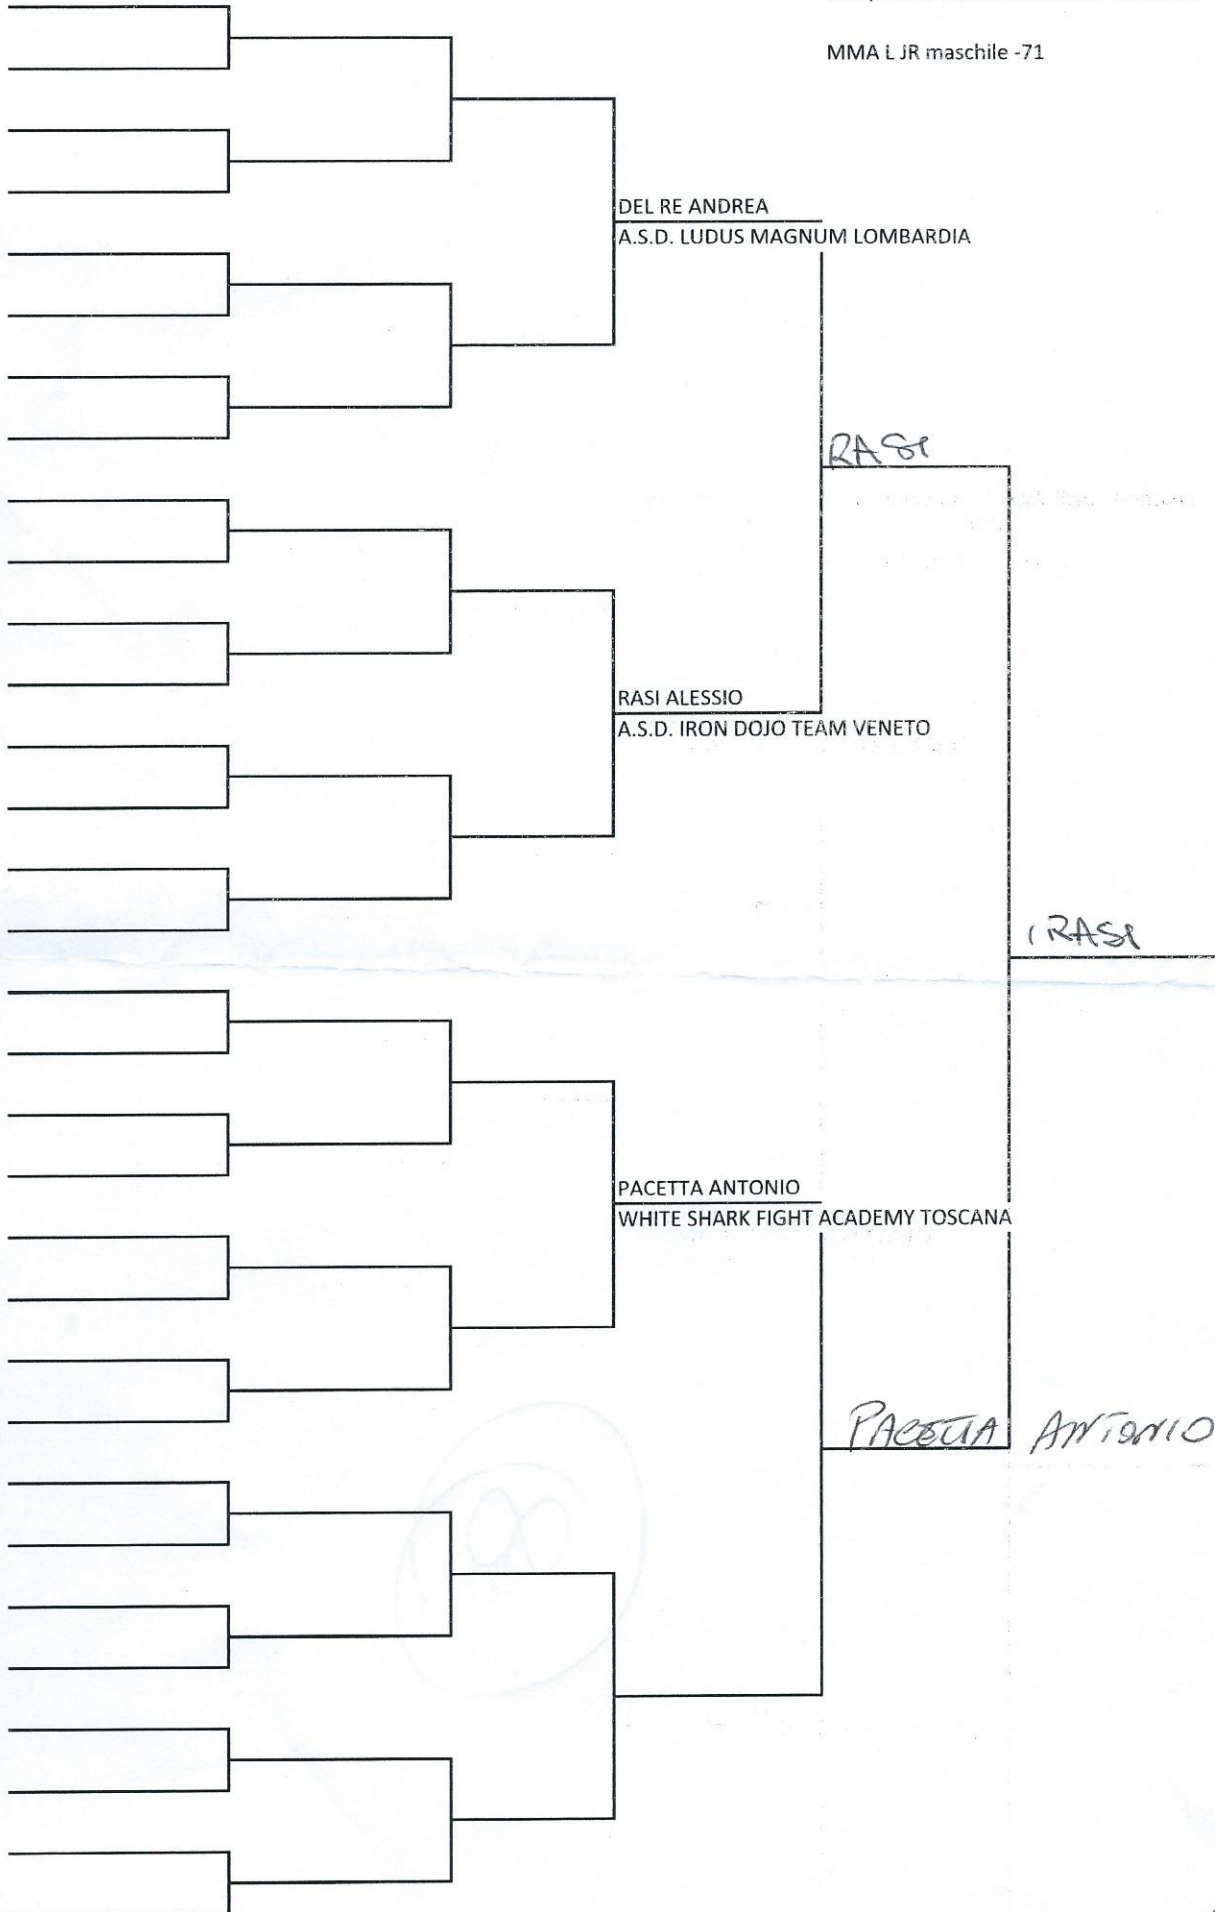 MMA L JR maschile -71
DEL RE ANDREA
A.S.D. LUDUS MAGNUM LOMBARDIA
RASI
RASI ALESSIO
A.S.D. IRON DOJO TEAM VENETO
RASI
PACETTA ANTONIO
WHITE SHARK FIGHT ACADEMY TOSCANA
PACETTA ANTONIO